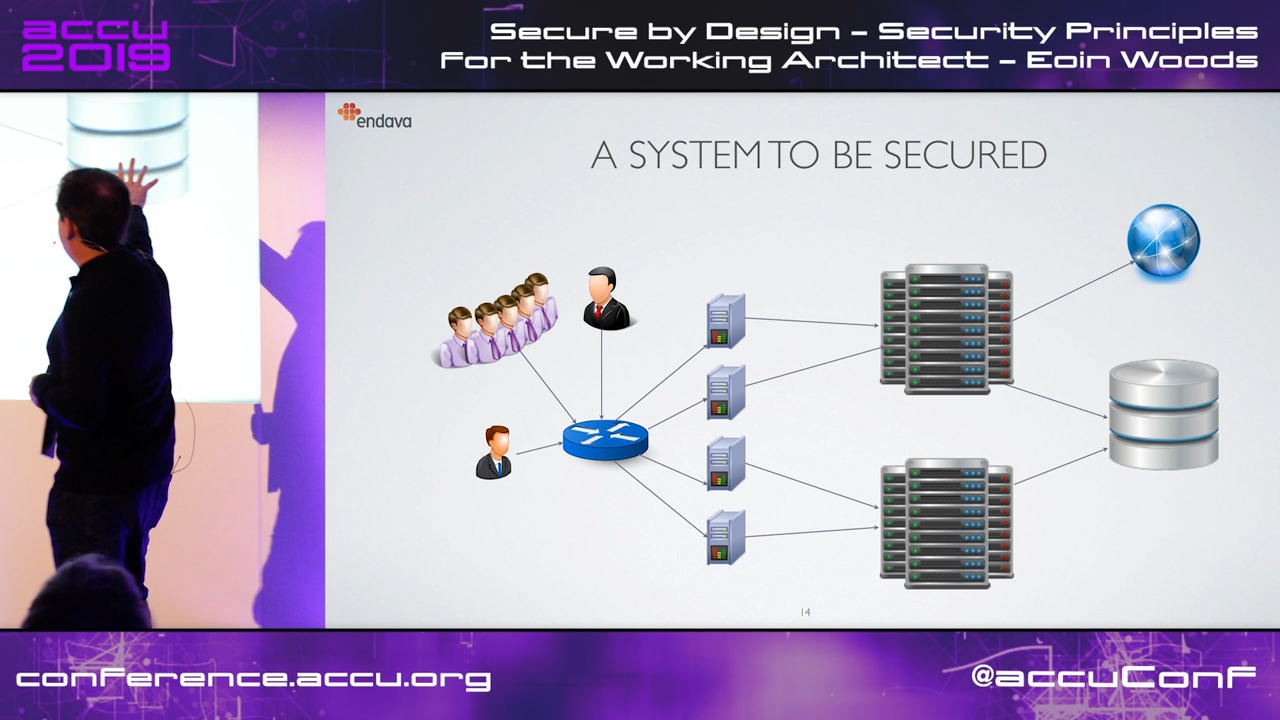 accu
2019
Secure by Design – Security Principles
for the Working Architect – Eoin Woods
endava
A SYSTEM TO BE SECURED
14
conference.accu.org
@accuConf